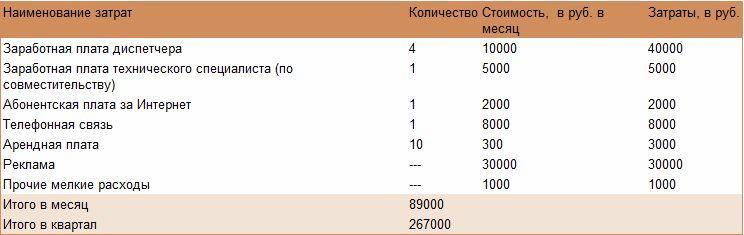 Наименование затрат Количество Стоимость, в руб. в Затраты, в руб.
месяц
Заработная плата диспетчера 4 10000 40000
Заработная плата технического специалиста (по 1 5000 5000
совместительству)
Абонентская плата за Интернет 1 2000 2000
Телефонная связь 1 8000 8000
Арендная плата 10 300 3000
Реклама --- 30000 30000
Прочие мелкие расходы --- 1000 1000
Итого в месяц 89000
Итого в квартал 267000